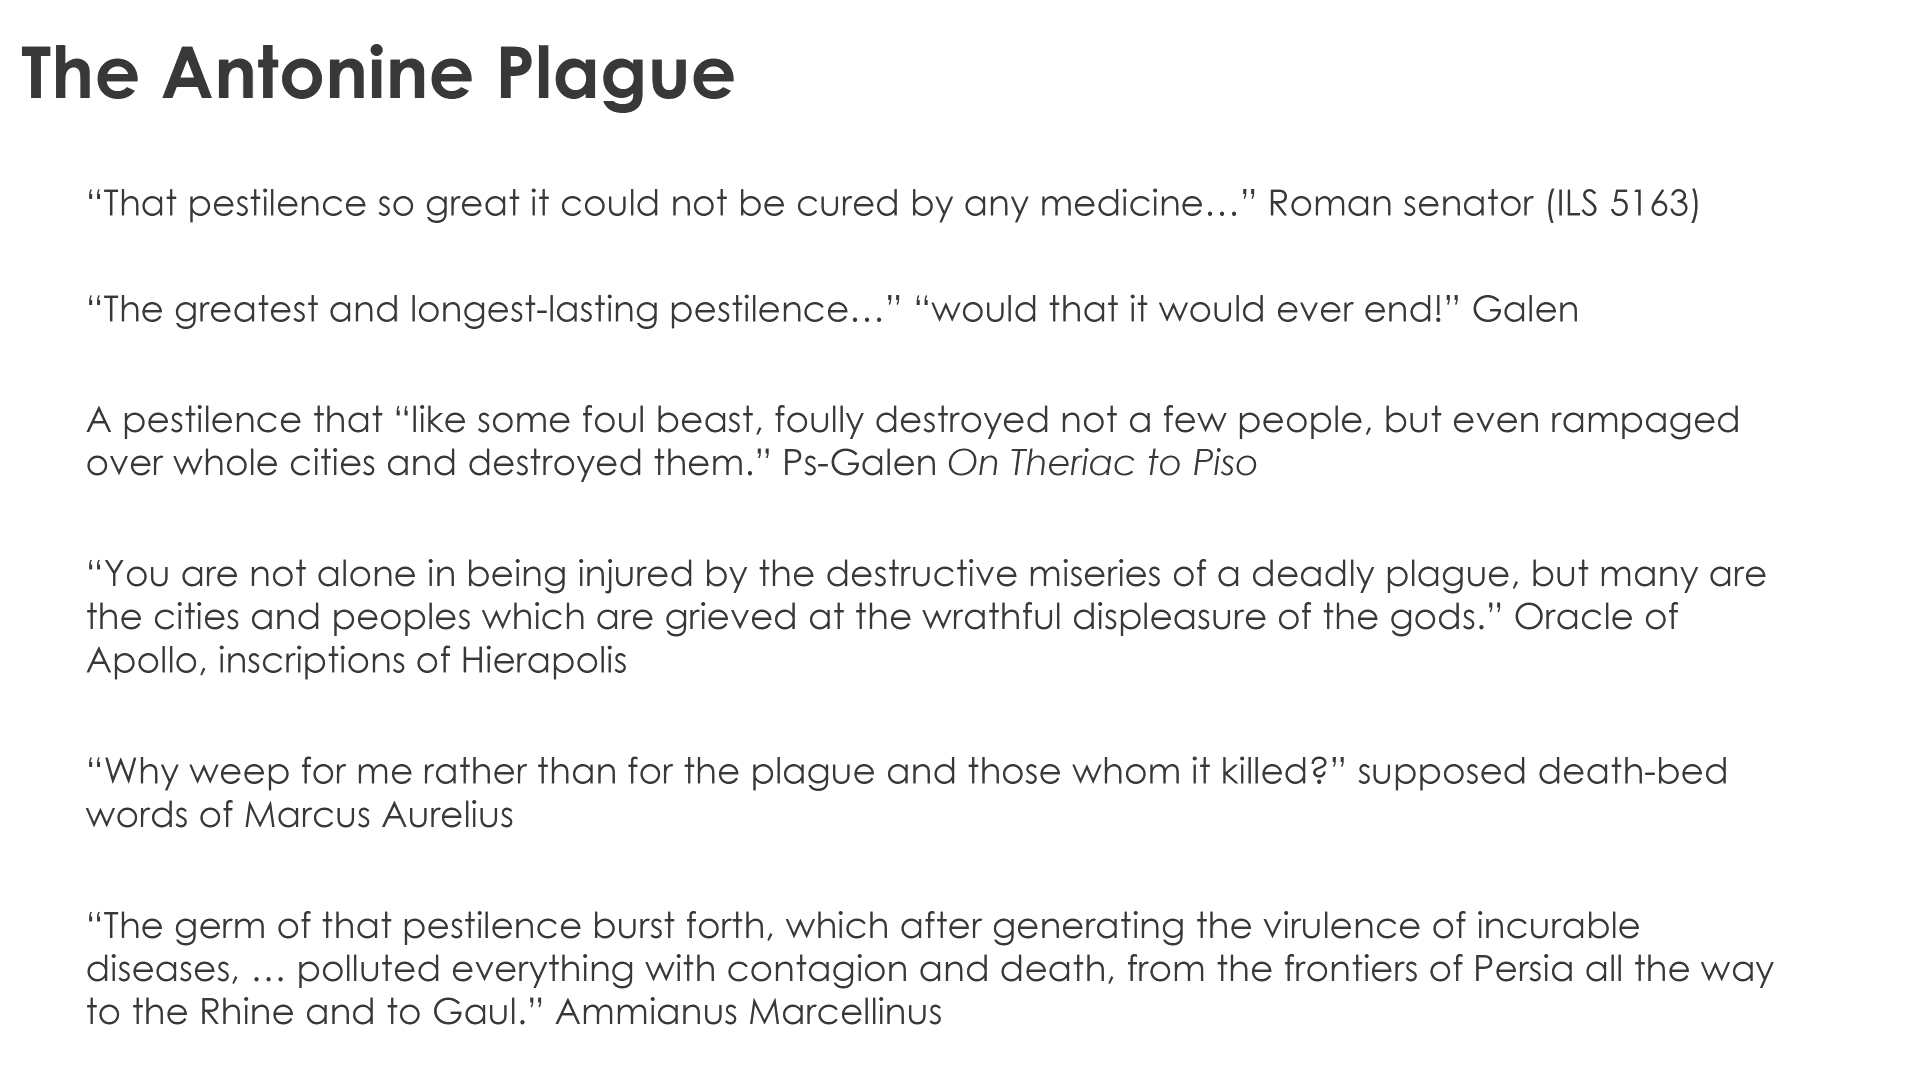 The Antonine Plague
“That pestilence so great it could not be cured by any medicine…” Roman senator (ILS 5163)
“The greatest and longest-lasting pestilence…” “would that it would ever end!” Galen
A pestilence that “like some foul beast, foully destroyed not a few people, but even rampaged
over whole cities and destroyed them.” Ps-Galen On Theriac to Piso
“You are not alone in being injured by the destructive miseries of a deadly plague, but many are
the cities and peoples which are grieved at the wrathful displeasure of the gods.” Oracle of
Apollo, inscriptions of Hierapolis
“Why weep for me rather than for the plague and those whom it killed?” supposed death-bed
words of Marcus Aurelius
“The germ of that pestilence burst forth, which after generating the virulence of incurable
diseases, … polluted everything with contagion and death, from the frontiers of Persia all the way
to the Rhine and to Gaul.” Ammianus Marcellinus